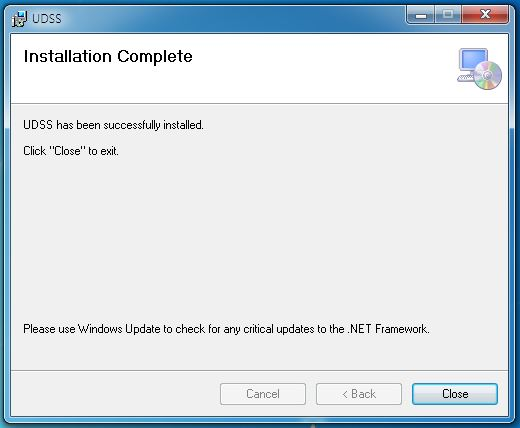 UDSS
Installation Complete
UDSS has been successfully installed.
Click "Close" to exit.
Please use Windows Update to check for any critical updates to the .NET Framework.
Cancel
< Back
Close